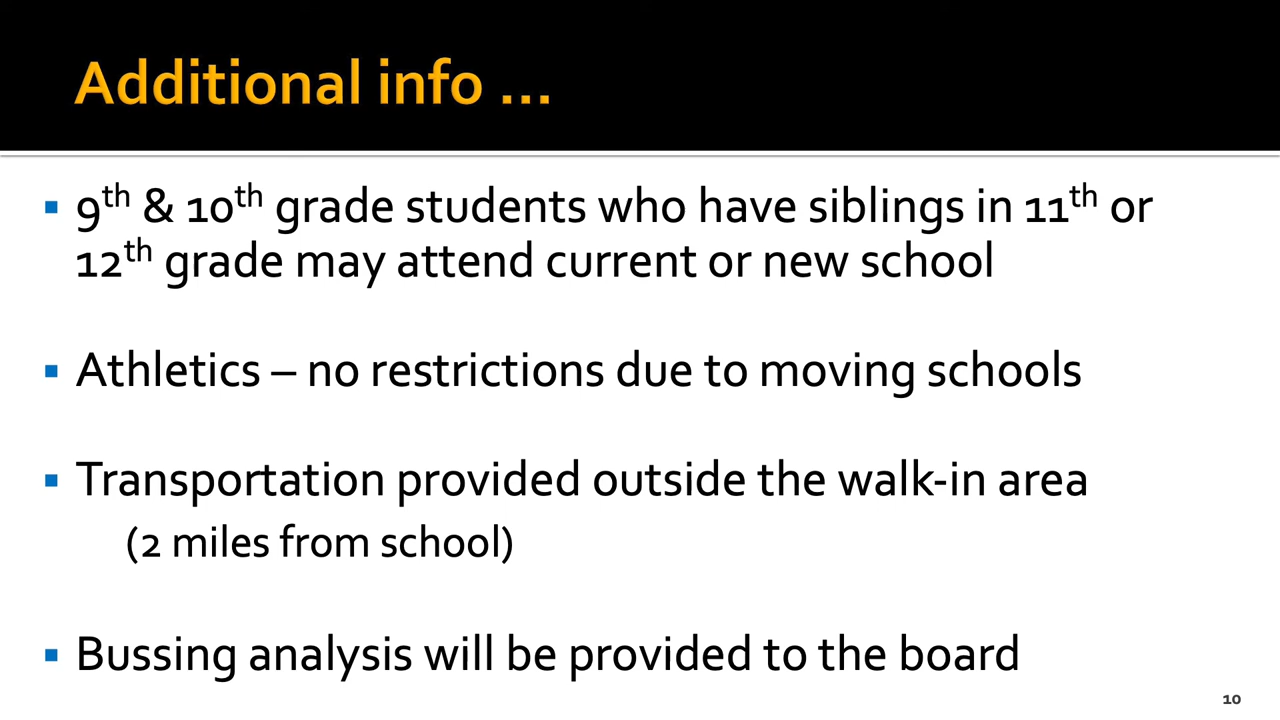 Additional info ...
▪ 9th & 10th grade students who have siblings in 11th or
12th grade may attend current or new school
▪ Athletics – no restrictions due to moving schools
▪ Transportation provided outside the walk-in area
(2 miles from school)
▪ Bussing analysis will be provided to the board
10